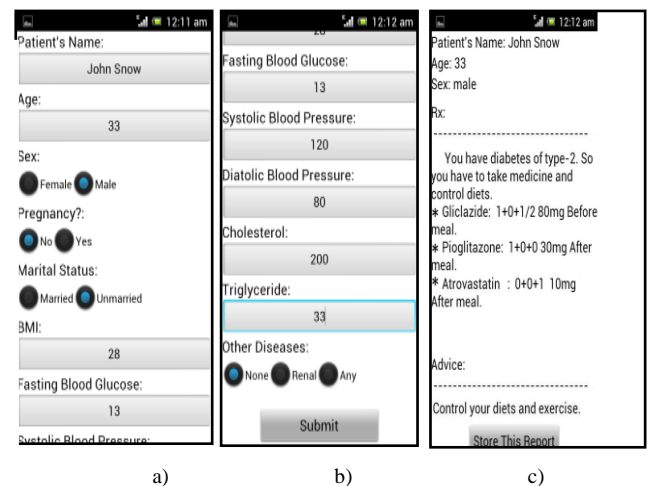 12:11 am
Patient's Name:
John Snow
Age:
33
Sex:
Female Male
Pregnancy?:
No Yes
Marital Status:
Married Unmarried
BMI:
28
Fasting Blood Glucose:
13
Systolic Blood Pressure:
a)
12:12 am
28
Fasting Blood Glucose:
13
Systolic Blood Pressure:
120
Diatolic Blood Pressure:
80
Cholesterol:
200
Triglyceride:
33
Other Diseases:
None Renal Any
Submit
b)
12:12 am
Patient's Name: John Snow
Age: 33
Sex: male
Rx:
--------------------------------
You have diabetes of type-2. So
you have to take medicine and
control diets.
* Gliclazide: 1+0+1/2 80mg Before
meal.
* Pioglitazone: 1+0+0 30mg After
meal.
* Atrovastatin : 0+0+1 10mg
After meal.
Advice:
--------------------------------
Control your diets and exercise.
Store This Report
c)